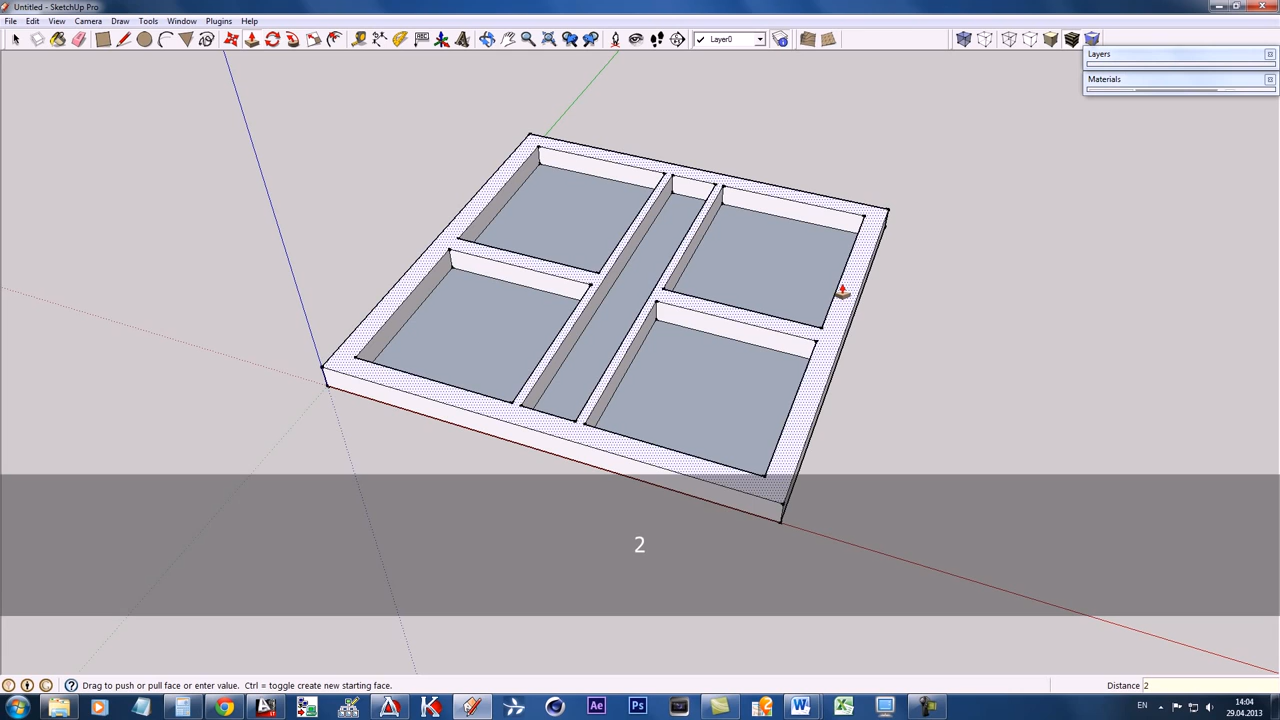 Untitled - SketchUp Pro
File Edit View Camera Draw Tools Window Plugins Help
Layer0
Layers
Materials
2
Drag to push or pull face or enter value. Ctrl = toggle create new starting face.
Distance 2
EN
14:04
29.04.2013